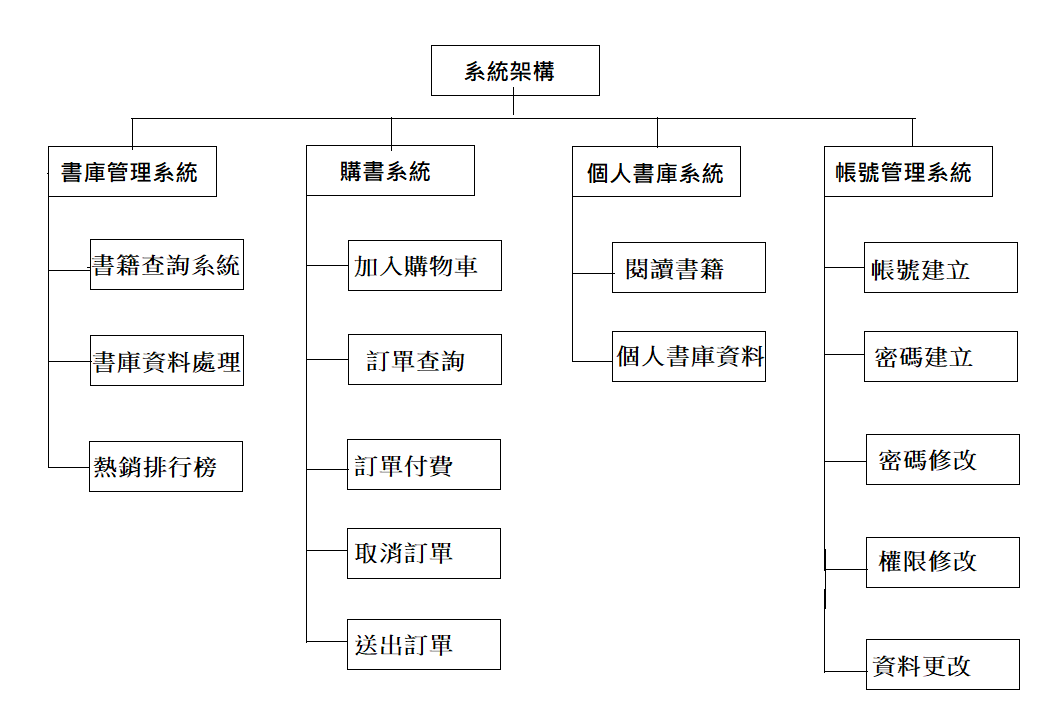 系統架構
書庫管理系統
購書系統
個人書庫系統
帳號管理系統
書籍查詢系統
書庫資料處理
熱銷排行榜
加入購物車
訂單查詢
訂單付費
取消訂單
送出訂單
閱讀書籍
個人書庫資料
帳號建立
密碼建立
密碼修改
權限修改
資料更改